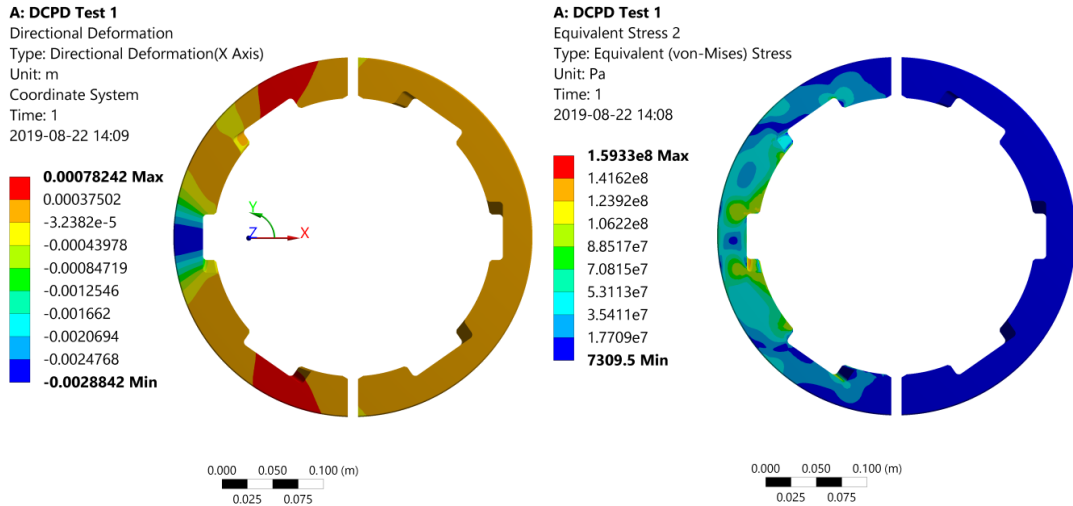 A: DCPD Test 1
Directional Deformation
Type: Directional Deformation(X Axis)
Unit: m
Coordinate System
Time: 1
2019-08-22 14:09
0.00078242 Max
0.00037502
-3.2382e-5
-0.00043978
-0.00084719
-0.0012546
-0.001662
-0.0020694
-0.0024768
-0.0028842 Min
Y
Z
X
0.000
0.050
0.100 (m)
0.025
0.075
A: DCPD Test 1
Equivalent Stress 2
Type: Equivalent (von-Mises) Stress
Unit: Pa
Time: 1
2019-08-22 14:08
1.5933e8 Max
1.4162e8
1.2392e8
1.0622e8
8.8517e7
7.0815e7
5.3113e7
3.5411e7
1.7709e7
7309.5 Min
0.000
0.050
0.100 (m)
0.025
0.075